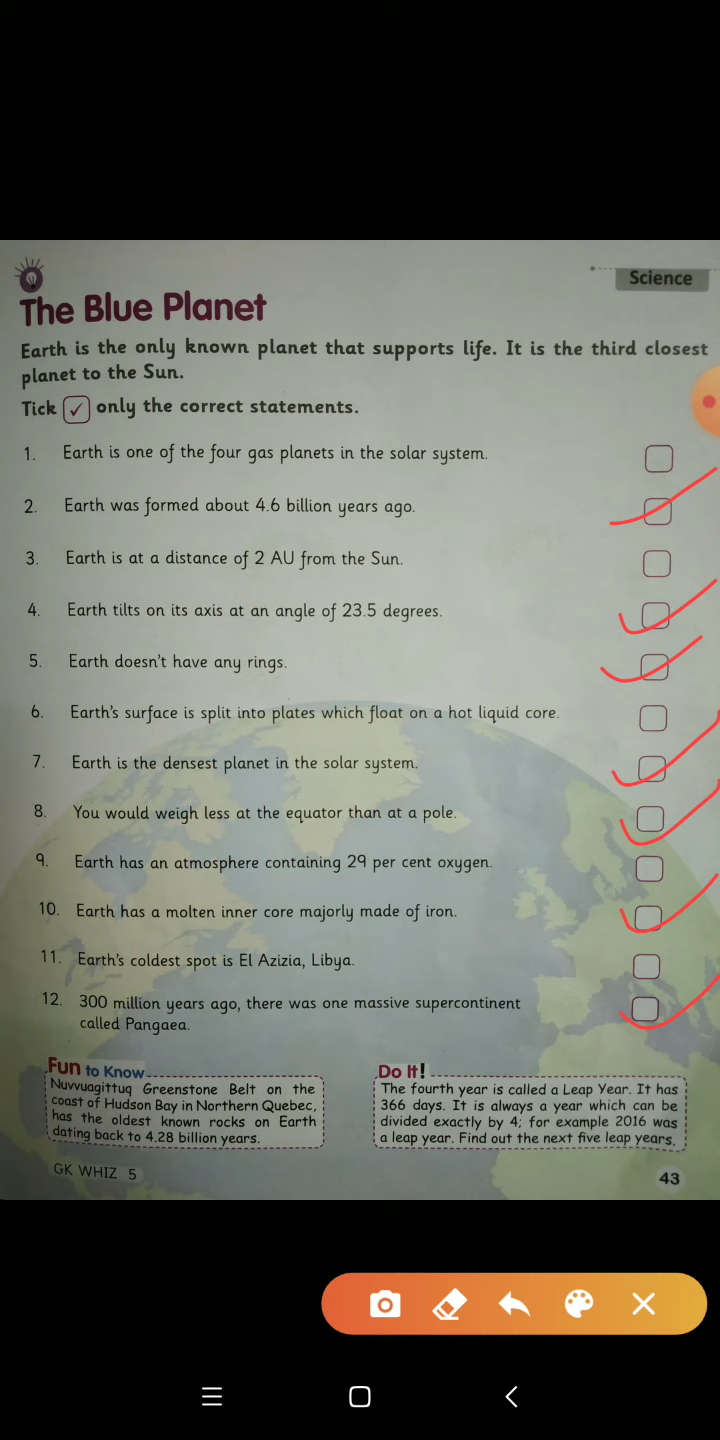 Science
The Blue Planet
Earth is the only known planet that supports life. It is the third closest
planet to the Sun.
Tick ✓ only the correct statements.
1. Earth is one of the four gas planets in the solar system.
2. Earth was formed about 4.6 billion years ago.
3. Earth is at a distance of 2 AU from the Sun.
4. Earth tilts on its axis at an angle of 23.5 degrees.
5. Earth doesn't have any rings.
6. Earth's surface is split into plates which float on a hot liquid core.
7. Earth is the densest planet in the solar system.
8. You would weigh less at the equator than at a pole.
9. Earth has an atmosphere containing 29 per cent oxygen.
10. Earth has a molten inner core majorly made of iron.
11. Earth's coldest spot is El Azizia, Libya.
12. 300 million years ago, there was one massive supercontinent
called Pangaea.
Fun to Know
Nuvvuagittuq Greenstone Belt on the
coast of Hudson Bay in Northern Quebec,
has the oldest known rocks on Earth
dating back to 4.28 billion years.
Do It!
The fourth year is called a Leap Year. It has
366 days. It is always a year which can be
divided exactly by 4; for example 2016 was
a leap year. Find out the next five leap years.
GK WHIZ 5
43